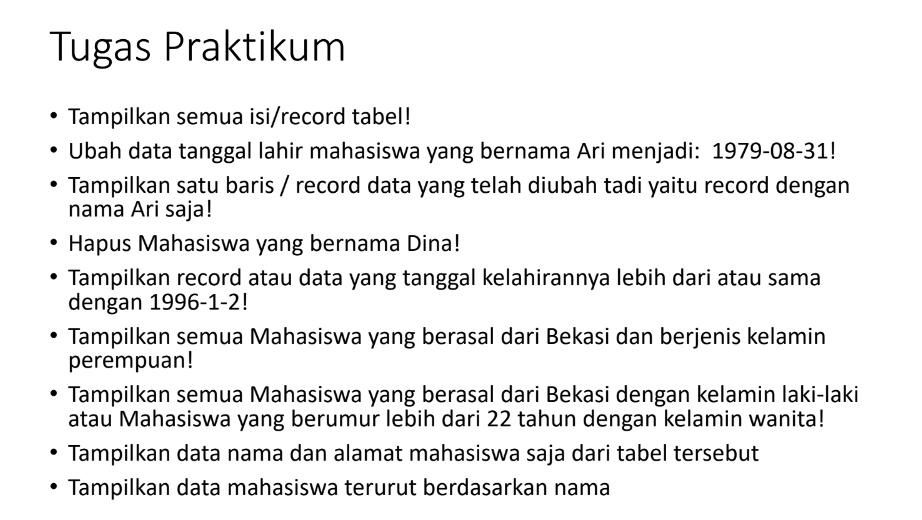 Tugas Praktikum
• Tampilkan semua isi/record tabel!
• Ubah data tanggal lahir mahasiswa yang bernama Ari menjadi:  1979-08-31!
• Tampilkan satu baris / record data yang telah diubah tadi yaitu record dengan
nama Ari saja!
• Hapus Mahasiswa yang bernama Dina!
• Tampilkan record atau data yang tanggal kelahirannya lebih dari atau sama
dengan 1996-1-2!
• Tampilkan semua Mahasiswa yang berasal dari Bekasi dan berjenis kelamin
perempuan!
• Tampilkan semua Mahasiswa yang berasal dari Bekasi dengan kelamin laki-laki
atau Mahasiswa yang berumur lebih dari 22 tahun dengan kelamin wanita!
• Tampilkan data nama dan alamat mahasiswa saja dari tabel tersebut
• Tampilkan data mahasiswa terurut berdasarkan nama